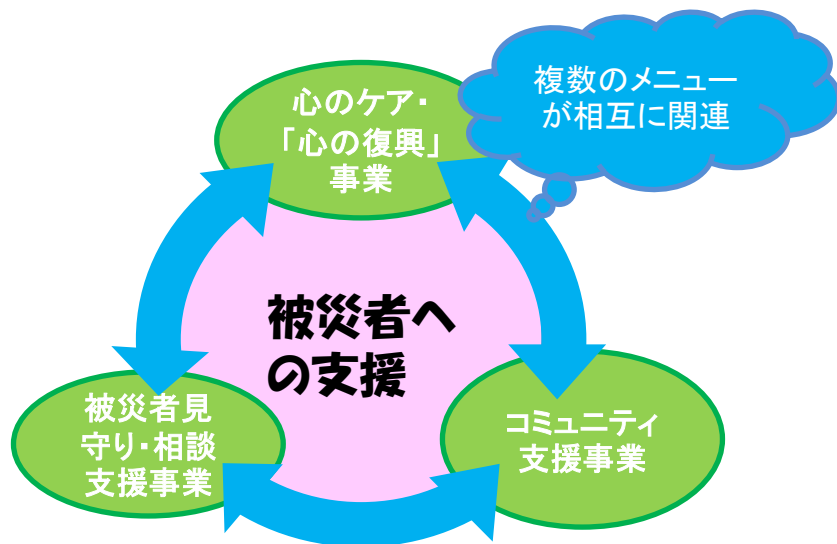 心のケア・
「心の復興」
事業
複数のメニュー
が相互に関連
被災者へ
の支援
被災者見
守り・相談
支援事業
コミュニティ
支援事業